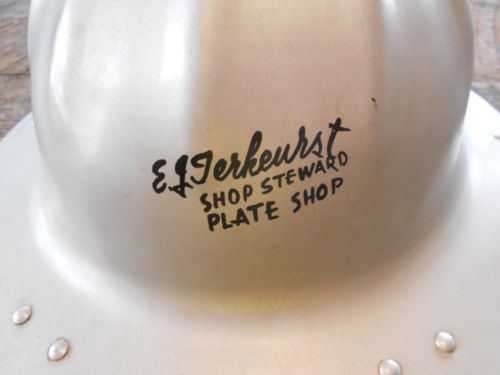 E J Terkeurst
SHOP STEWARD
PLATE SHOP